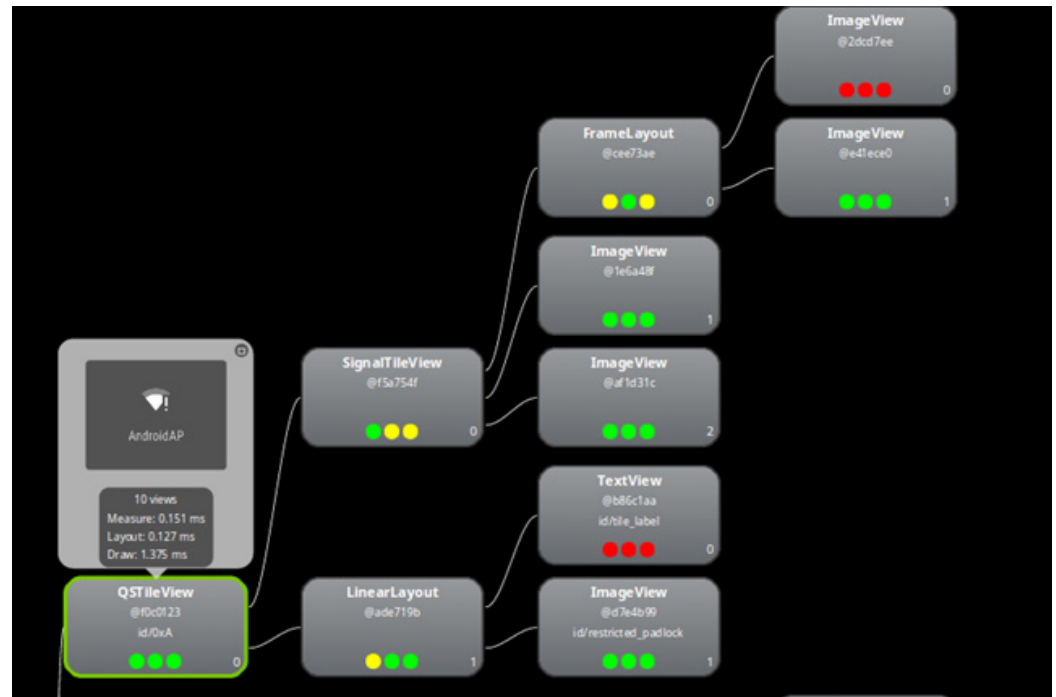 ImageView
@2dcd7ee
0
FrameLayout
@cee73ae
0
ImageView
@e41ece0
1
ImageView
@1e6a48f
1
SignalTileView
@f5a754f
0
ImageView
@af1d31c
2
AndroidAP
10 views
Measure: 0.151 ms
Layout: 0.127 ms
Draw: 1.375 ms
TextView
@b86c1aa
id/tile_label
0
QSTileView
@f0c0123
id/0xA
0
LinearLayout
@ade719b
1
ImageView
@d7e4b99
id/restricted_padlock
1